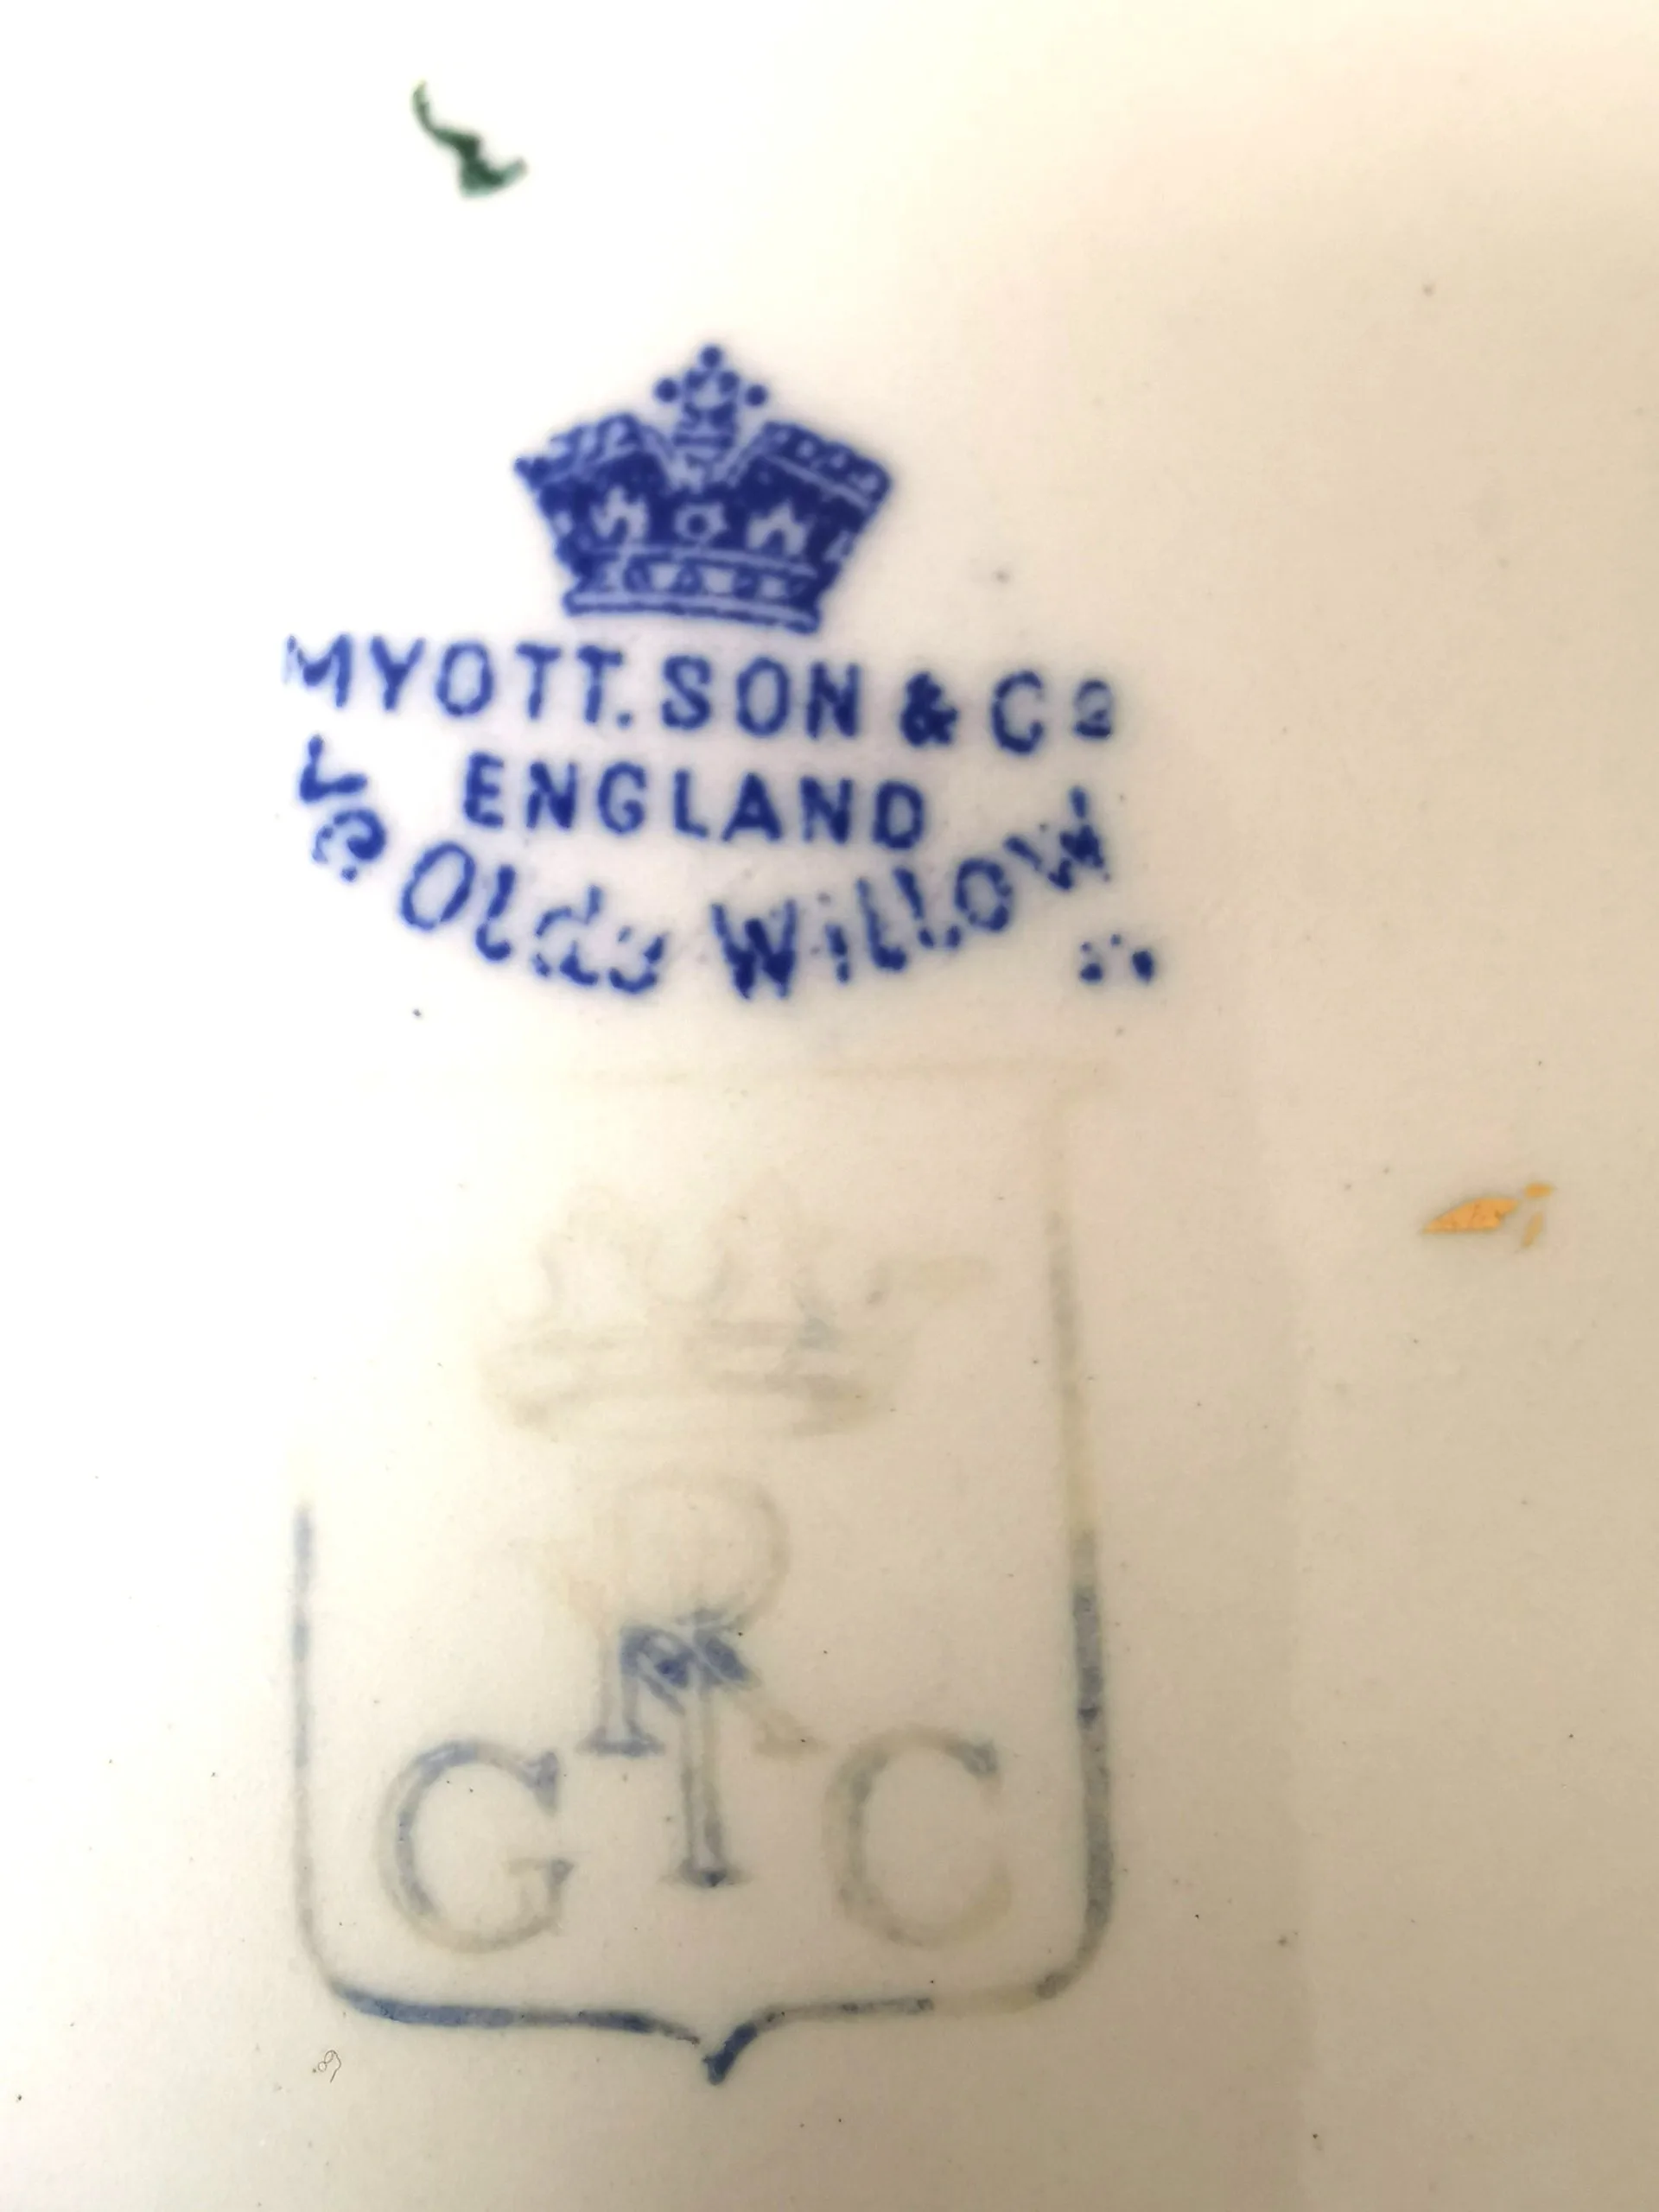 MYOTT. SON & Co
ENGLAND
Ye Olde Willow
R
G T C